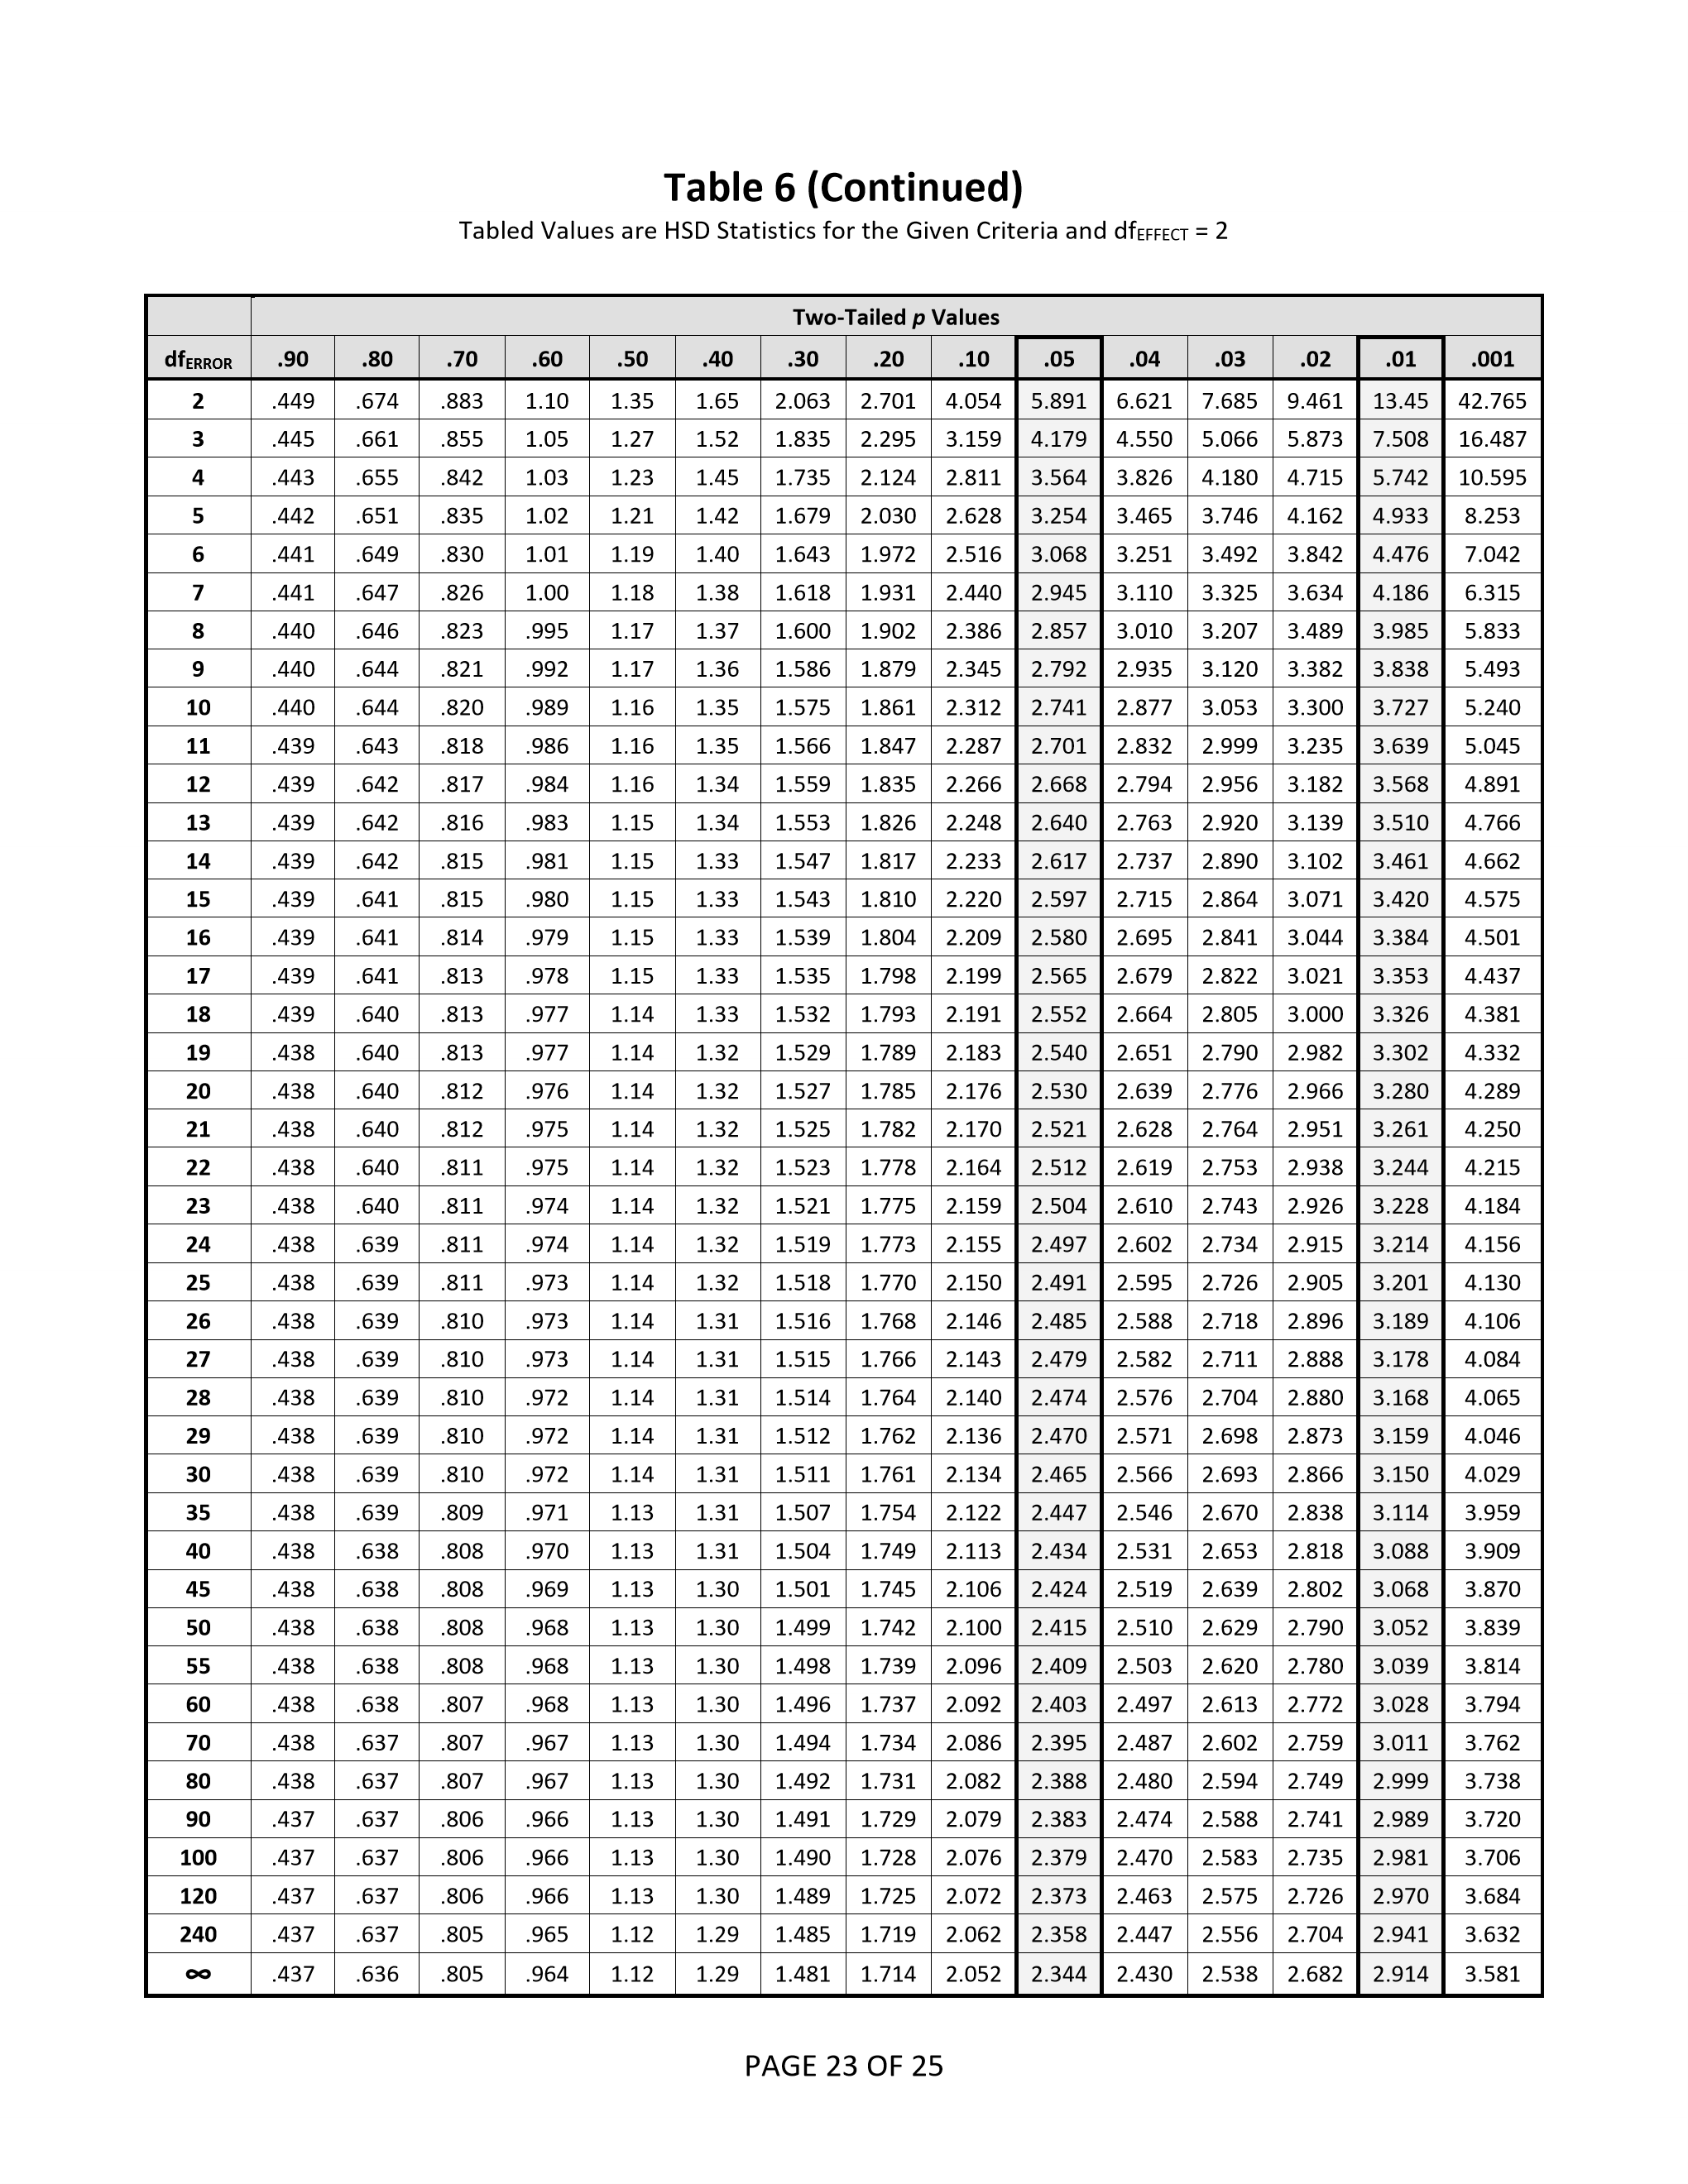 Table 6 (Continued)
Tabled Values are HSD Statistics for the Given Criteria and dfEFFECT = 2
Two-Tailed p Values
dfERROR .90 .80 .70 .60 .50 .40 .30 .20 .10 .05 .04 .03 .02 .01 .001
2 .449 .674 .883 1.10 1.35 1.65 2.063 2.701 4.054 5.891 6.621 7.685 9.461 13.45 42.765
3 .445 .661 .855 1.05 1.27 1.52 1.835 2.295 3.159 4.179 4.550 5.066 5.873 7.508 16.487
4 .443 .655 .842 1.03 1.23 1.45 1.735 2.124 2.811 3.564 3.826 4.180 4.715 5.742 10.595
5 .442 .651 .835 1.02 1.21 1.42 1.679 2.030 2.628 3.254 3.465 3.746 4.162 4.933 8.253
6 .441 .649 .830 1.01 1.19 1.40 1.643 1.972 2.516 3.068 3.251 3.492 3.842 4.476 7.042
7 .441 .647 .826 1.00 1.18 1.38 1.618 1.931 2.440 2.945 3.110 3.325 3.634 4.186 6.315
8 .440 .646 .823 .995 1.17 1.37 1.600 1.902 2.386 2.857 3.010 3.207 3.489 3.985 5.833
9 .440 .644 .821 .992 1.17 1.36 1.586 1.879 2.345 2.792 2.935 3.120 3.382 3.838 5.493
10 .440 .644 .820 .989 1.16 1.35 1.575 1.861 2.312 2.741 2.877 3.053 3.300 3.727 5.240
11 .439 .643 .818 .986 1.16 1.35 1.566 1.847 2.287 2.701 2.832 2.999 3.235 3.639 5.045
12 .439 .642 .817 .984 1.16 1.34 1.559 1.835 2.266 2.668 2.794 2.956 3.182 3.568 4.891
13 .439 .642 .816 .983 1.15 1.34 1.553 1.826 2.248 2.640 2.763 2.920 3.139 3.510 4.766
14 .439 .642 .815 .981 1.15 1.33 1.547 1.817 2.233 2.617 2.737 2.890 3.102 3.461 4.662
15 .439 .641 .815 .980 1.15 1.33 1.543 1.810 2.220 2.597 2.715 2.864 3.071 3.420 4.575
16 .439 .641 .814 .979 1.15 1.33 1.539 1.804 2.209 2.580 2.695 2.841 3.044 3.384 4.501
17 .439 .641 .813 .978 1.15 1.33 1.535 1.798 2.199 2.565 2.679 2.822 3.021 3.353 4.437
18 .439 .640 .813 .977 1.14 1.33 1.532 1.793 2.191 2.552 2.664 2.805 3.000 3.326 4.381
19 .438 .640 .813 .977 1.14 1.32 1.529 1.789 2.183 2.540 2.651 2.790 2.982 3.302 4.332
20 .438 .640 .812 .976 1.14 1.32 1.527 1.785 2.176 2.530 2.639 2.776 2.966 3.280 4.289
21 .438 .640 .812 .975 1.14 1.32 1.525 1.782 2.170 2.521 2.628 2.764 2.951 3.261 4.250
22 .438 .640 .811 .975 1.14 1.32 1.523 1.778 2.164 2.512 2.619 2.753 2.938 3.244 4.215
23 .438 .640 .811 .974 1.14 1.32 1.521 1.775 2.159 2.504 2.610 2.743 2.926 3.228 4.184
24 .438 .639 .811 .974 1.14 1.32 1.519 1.773 2.155 2.497 2.602 2.734 2.915 3.214 4.156
25 .438 .639 .811 .973 1.14 1.32 1.518 1.770 2.150 2.491 2.595 2.726 2.905 3.201 4.130
26 .438 .639 .810 .973 1.14 1.31 1.516 1.768 2.146 2.485 2.588 2.718 2.896 3.189 4.106
27 .438 .639 .810 .973 1.14 1.31 1.515 1.766 2.143 2.479 2.582 2.711 2.888 3.178 4.084
28 .438 .639 .810 .972 1.14 1.31 1.514 1.764 2.140 2.474 2.576 2.704 2.880 3.168 4.065
29 .438 .639 .810 .972 1.14 1.31 1.512 1.762 2.136 2.470 2.571 2.698 2.873 3.159 4.046
30 .438 .639 .810 .972 1.14 1.31 1.511 1.761 2.134 2.465 2.566 2.693 2.866 3.150 4.029
35 .438 .639 .809 .971 1.13 1.31 1.507 1.754 2.122 2.447 2.546 2.670 2.838 3.114 3.959
40 .438 .638 .808 .970 1.13 1.31 1.504 1.749 2.113 2.434 2.531 2.653 2.818 3.088 3.909
45 .438 .638 .808 .969 1.13 1.30 1.501 1.745 2.106 2.424 2.519 2.639 2.802 3.068 3.870
50 .438 .638 .808 .968 1.13 1.30 1.499 1.742 2.100 2.415 2.510 2.629 2.790 3.052 3.839
55 .438 .638 .808 .968 1.13 1.30 1.498 1.739 2.096 2.409 2.503 2.620 2.780 3.039 3.814
60 .438 .638 .807 .968 1.13 1.30 1.496 1.737 2.092 2.403 2.497 2.613 2.772 3.028 3.794
70 .438 .637 .807 .967 1.13 1.30 1.494 1.734 2.086 2.395 2.487 2.602 2.759 3.011 3.762
80 .438 .637 .807 .967 1.13 1.30 1.492 1.731 2.082 2.388 2.480 2.594 2.749 2.999 3.738
90 .437 .637 .806 .966 1.13 1.30 1.491 1.729 2.079 2.383 2.474 2.588 2.741 2.989 3.720
100 .437 .637 .806 .966 1.13 1.30 1.490 1.728 2.076 2.379 2.470 2.583 2.735 2.981 3.706
120 .437 .637 .806 .966 1.13 1.30 1.489 1.725 2.072 2.373 2.463 2.575 2.726 2.970 3.684
240 .437 .637 .805 .965 1.12 1.29 1.485 1.719 2.062 2.358 2.447 2.556 2.704 2.941 3.632
∞ .437 .636 .805 .964 1.12 1.29 1.481 1.714 2.052 2.344 2.430 2.538 2.682 2.914 3.581
PAGE 23 OF 25